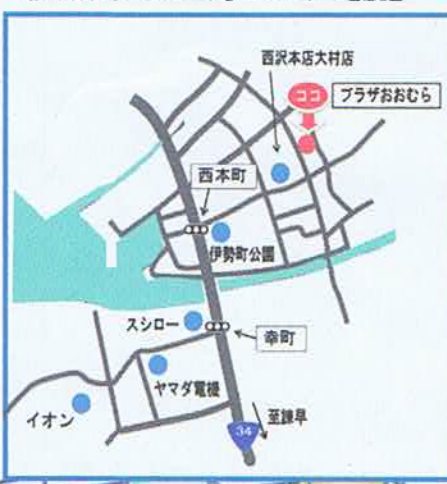 西沢本店大村店
ココ
プラザおおむら
西本町
伊勢町公園
スシロー
幸町
ヤマダ電機
イオン
至諫早
34